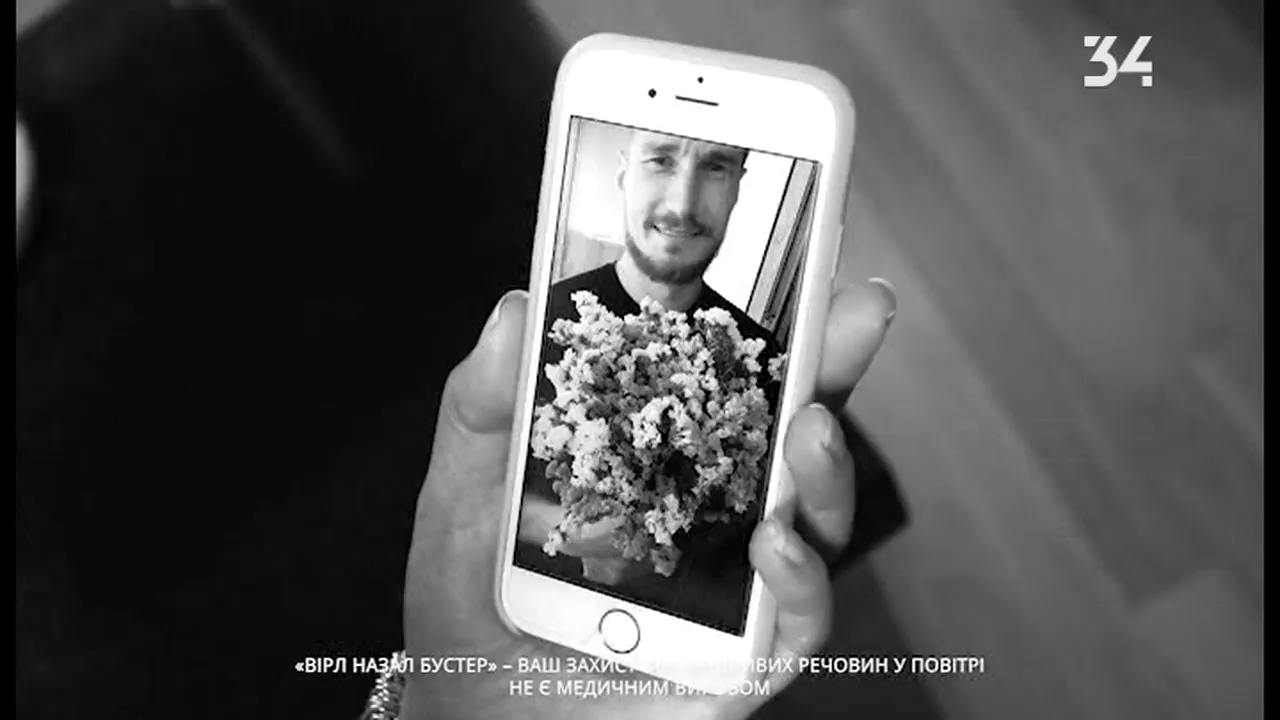 34
«ВІРЛ НАЗАЛ БУСТЕР» – ВАШ ЗАХИСТ РЕЧОВИН У ПОВІТРІ
НЕ Є МЕДИЧНИМ